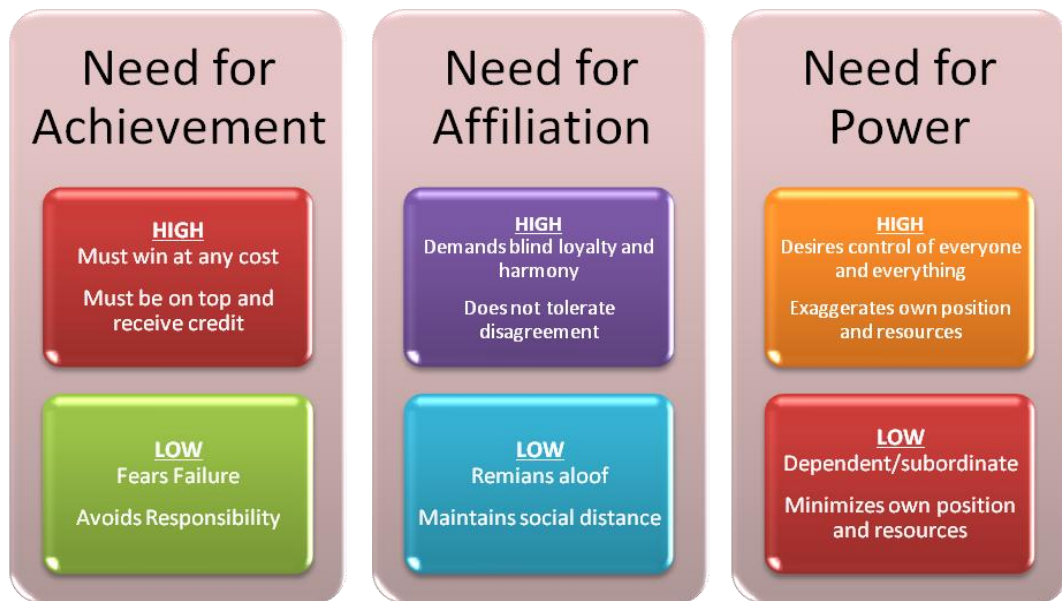 Need for
Achievement
HIGH
Must win at any cost
Must be on top and
receive credit
LOW
Fears Failure
Avoids Responsibility
Need for
Affiliation
HIGH
Demands blind loyalty and
harmony
Does not tolerate
disagreement
LOW
Remians aloof
Maintains social distance
Need for
Power
HIGH
Desires control of everyone
and everything
Exaggerates own position
and resources
LOW
Dependent/subordinate
Minimizes own position
and resources